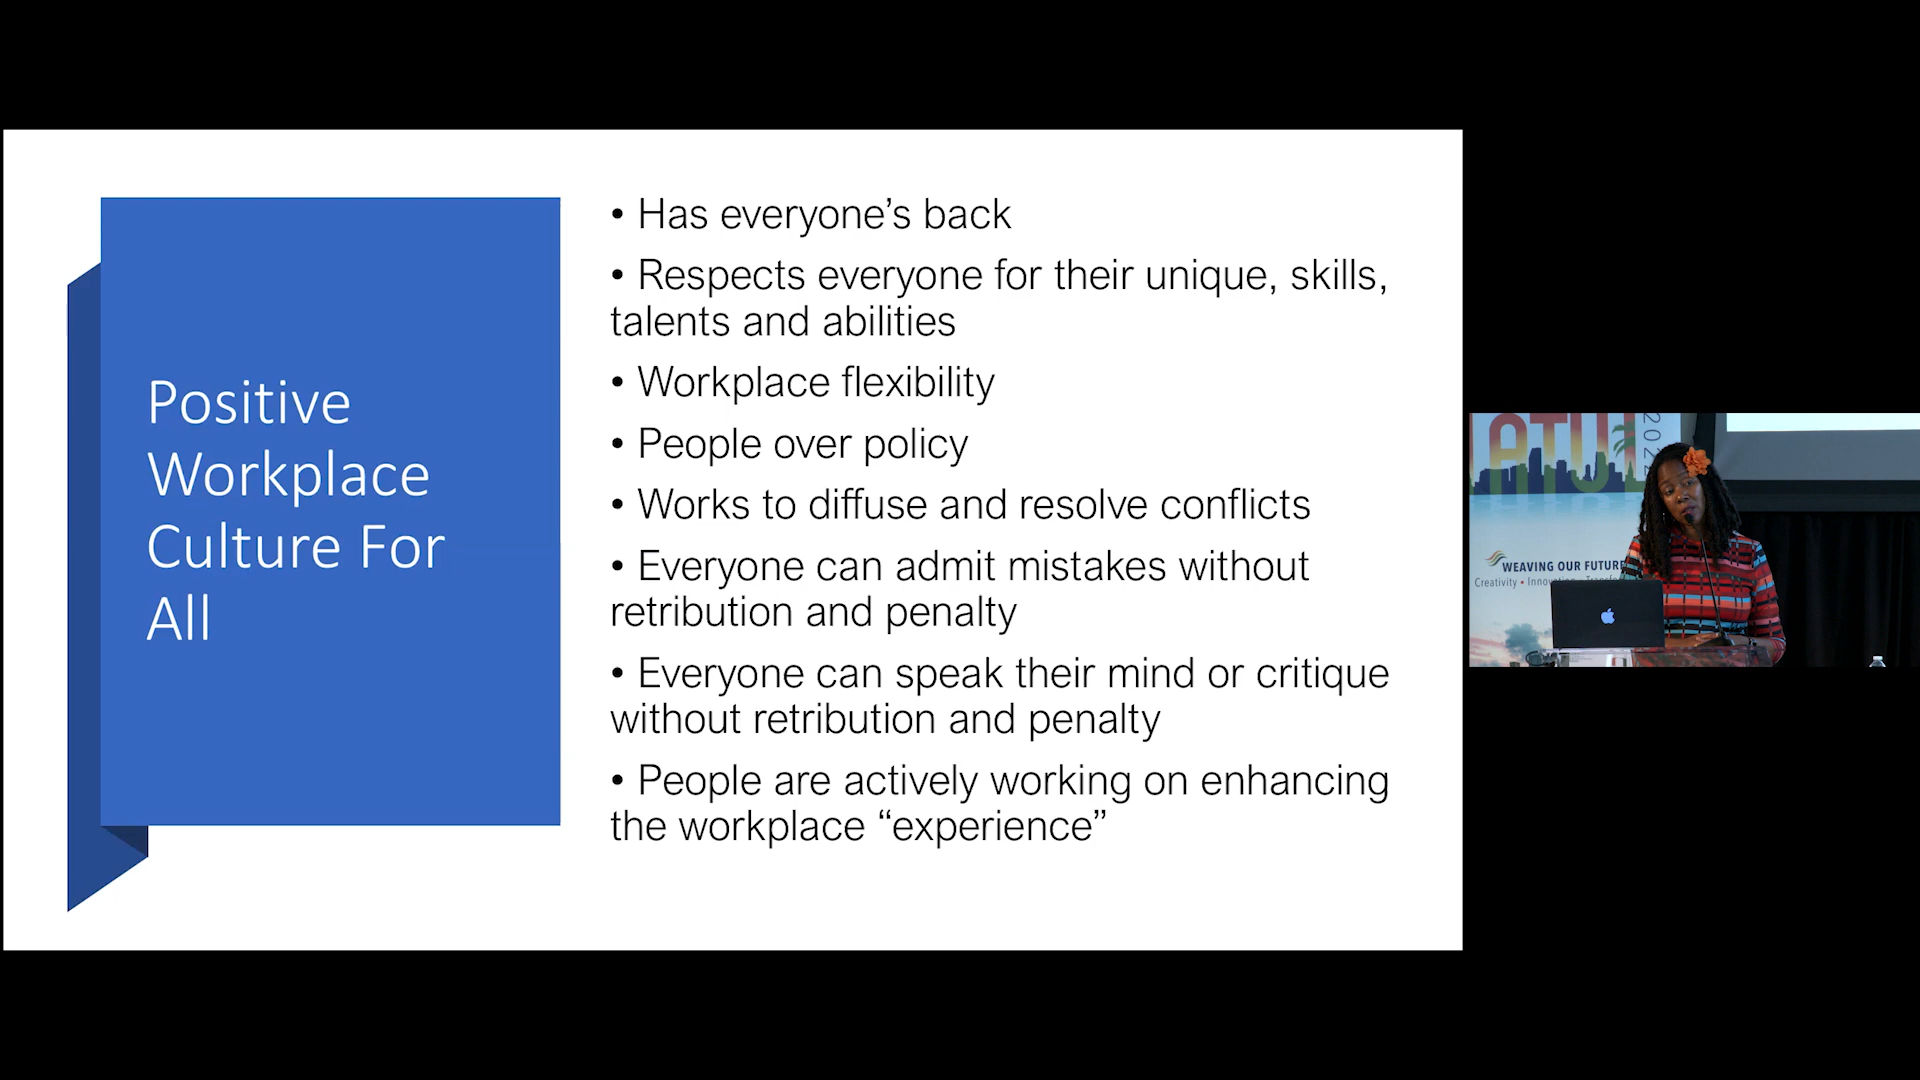 Positive
Workplace
Culture For
All
• Has everyone’s back
• Respects everyone for their unique, skills,
talents and abilities
• Workplace flexibility
• People over policy
• Works to diffuse and resolve conflicts
• Everyone can admit mistakes without
retribution and penalty
• Everyone can speak their mind or critique
without retribution and penalty
• People are actively working on enhancing
the workplace “experience”
IATUL
2022
WEAVING OUR FUTURE
Creativity •